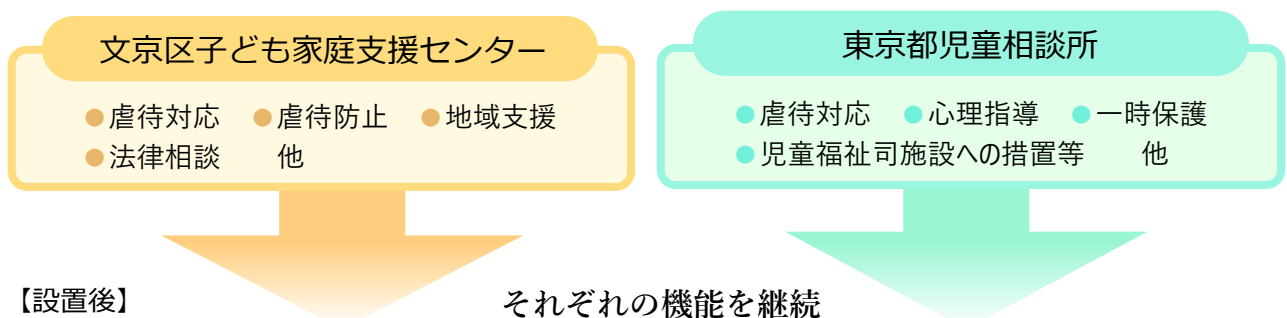 文京区子ども家庭支援センター
●虐待対応 ●虐待防止 ●地域支援
●法律相談 他
東京都児童相談所
●虐待対応 ●心理指導 ●一時保護
●児童福祉司施設への措置等 他
【設置後】
それぞれの機能を継続